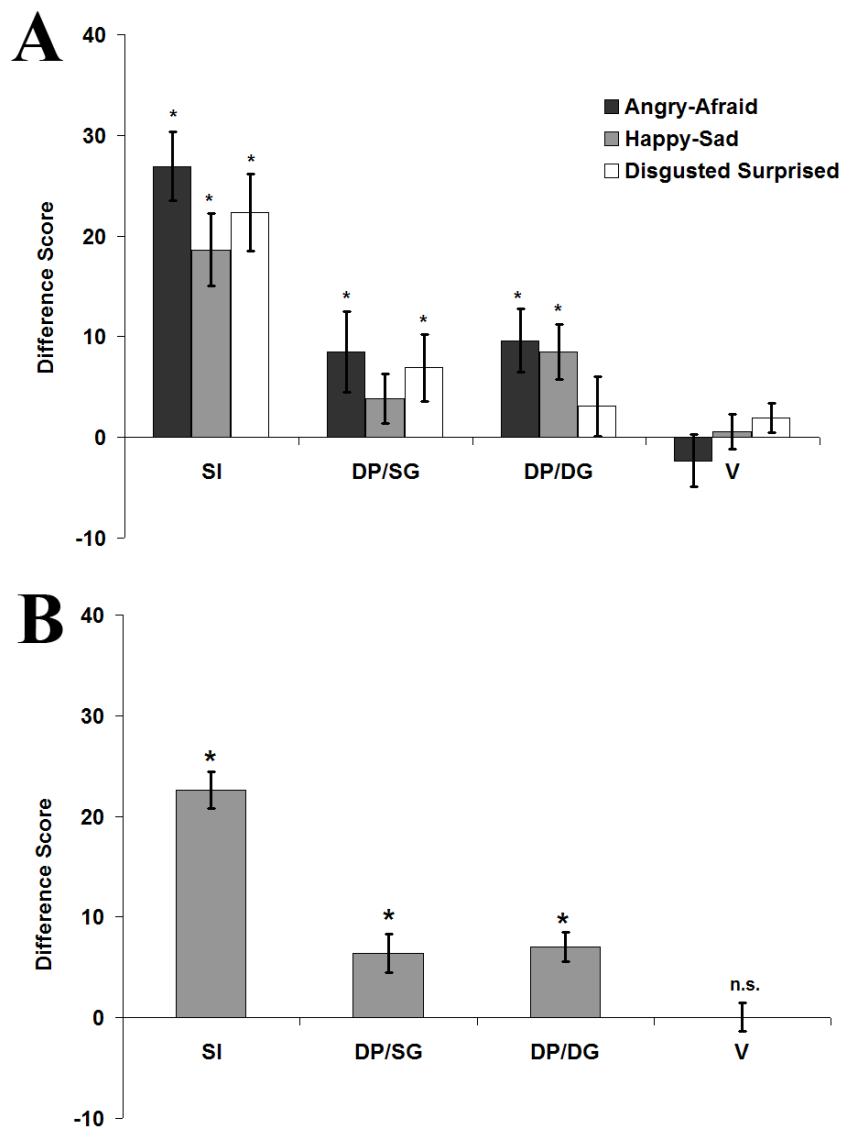 A
40
30
20
10
0
-10
Difference Score
Angry-Afraid
Happy-Sad
Disgusted Surprised
* * *
* *
* *
SI DP/SG DP/DG V
B
40
30
20
10
0
-10
Difference Score
*
*
*
n.s.
SI DP/SG DP/DG V